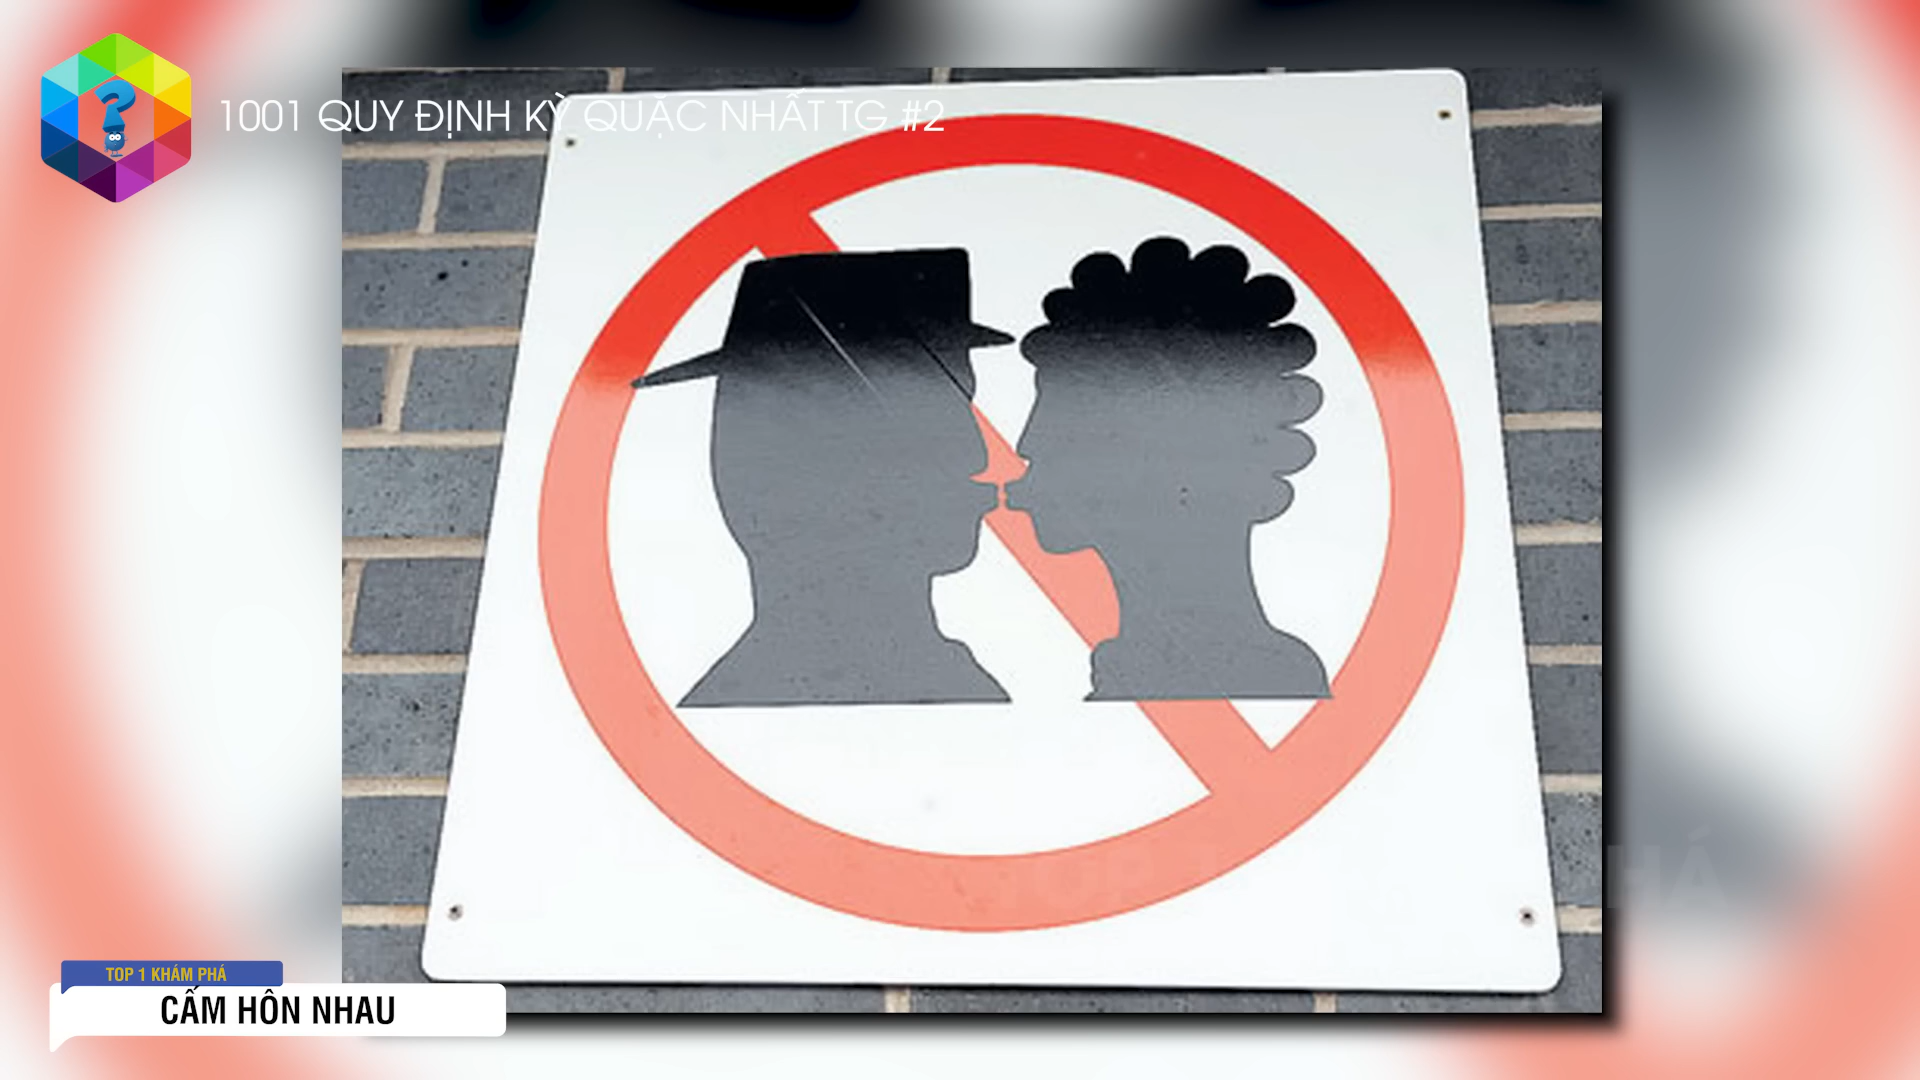 1001 QUY ĐỊNH KỲ QUẶC NHẤT TG #2
TOP 1 KHÁM PHÁ
CẤM HÔN NHAU